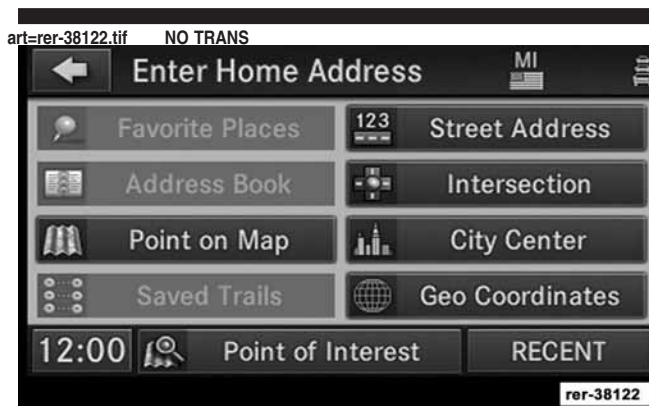 art=rer-38122.tif NO TRANS
Enter Home Address MI
Favorite Places
123 Street Address
Address Book
Intersection
Point on Map
City Center
Saved Trails
Geo Coordinates
12:00 Point of Interest RECENT
rer-38122